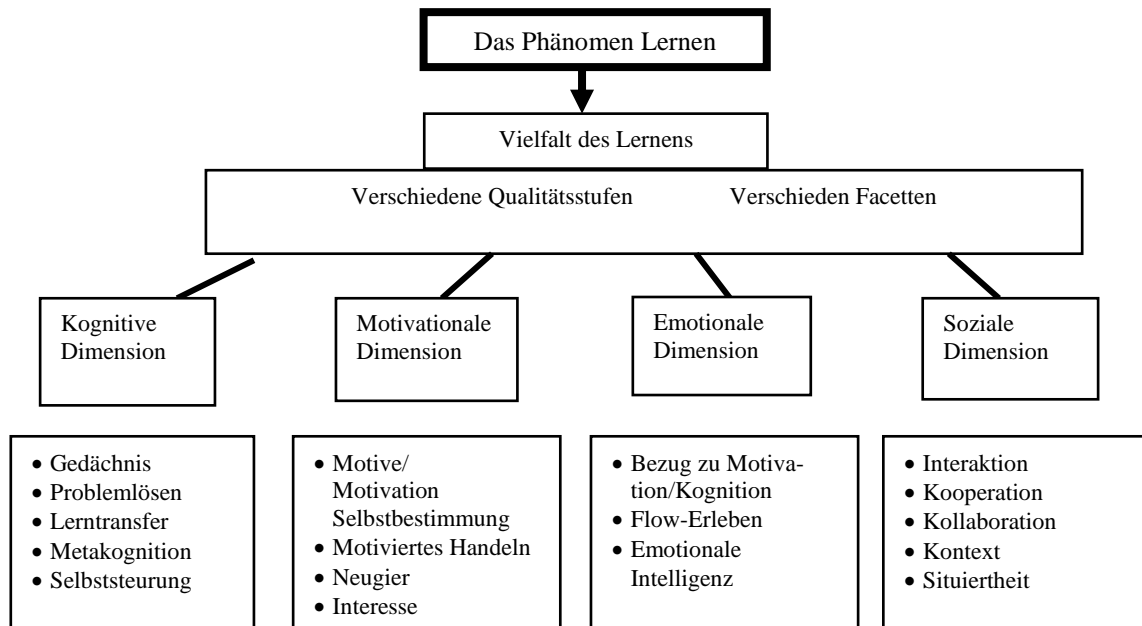 Das Phänomen Lernen
Vielfalt des Lernens
Verschiedene Qualitätsstufen Verschieden Facetten
Kognitive
Dimension
Motivationale
Dimension
Emotionale
Dimension
Soziale
Dimension
• Gedächnis
• Problemlösen
• Lerntransfer
• Metakognition
• Selbststeurung
• Motive/
Motivation
Selbstbestimmung
• Motiviertes Handeln
• Neugier
• Interesse
• Bezug zu Motiva-
tion/Kognition
• Flow-Erleben
• Emotionale
Intelligenz
• Interaktion
• Kooperation
• Kollaboration
• Kontext
• Situiertheit